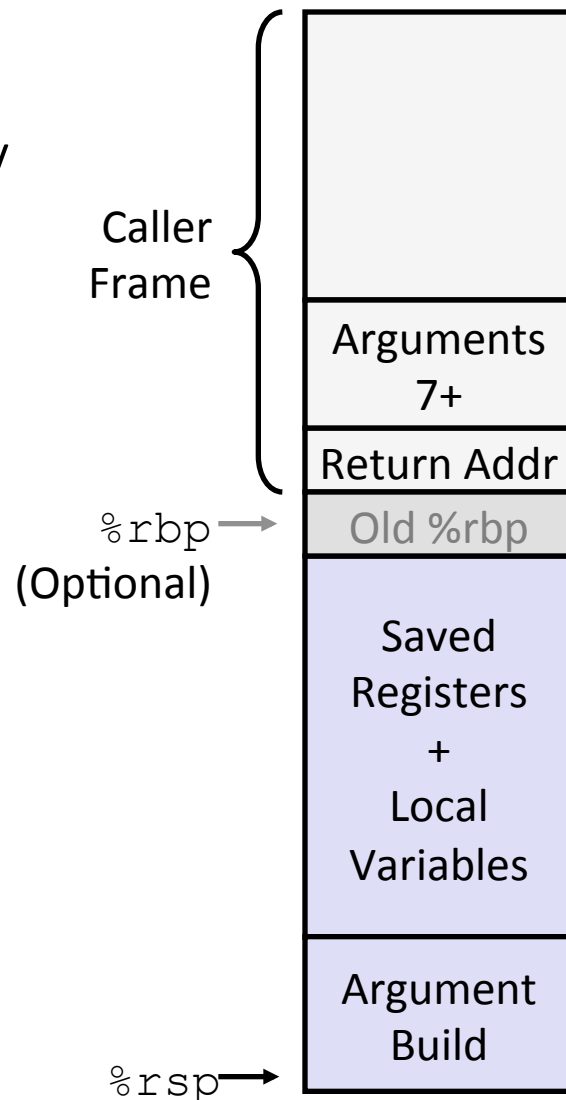 Caller
Frame
Arguments
7+
Return Addr
%rbp
Old %rbp
(Optional)
Saved
Registers
+
Local
Variables
Argument
Build
%rsp